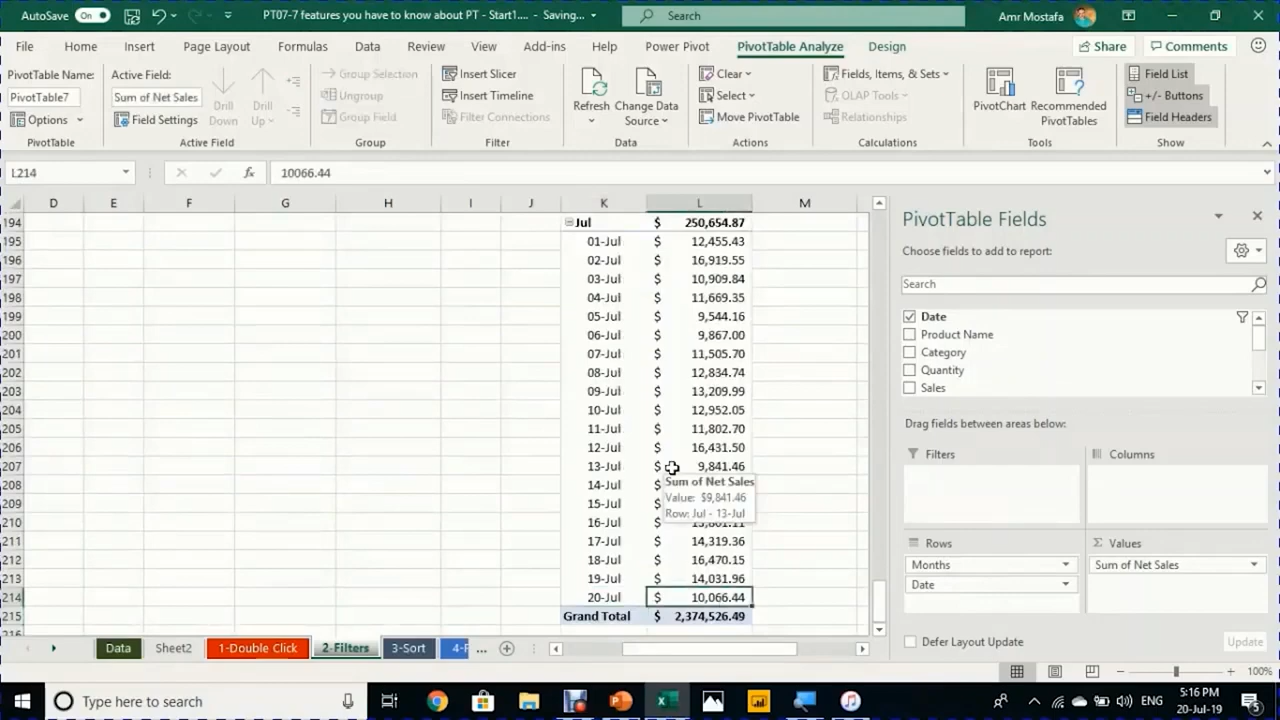 AutoSave On PT07-7 features you have to know about PT - Start1.... - Saving... Search Amr Mostafa
File Home Insert Page Layout Formulas Data Review View Add-ins Help Power Pivot PivotTable Analyze Design Share Comments
PivotTable Name:
PivotTable7
Options
PivotTable
Active Field:
Sum of Net Sales
Field Settings
Drill Down
Drill Up
Active Field
Group Selection
Ungroup
Group Field
Group
Insert Slicer
Insert Timeline
Filter Connections
Filter
Refresh
Change Data Source
Data
Clear
Select
Move PivotTable
Actions
Fields, Items, & Sets
OLAP Tools
Relationships
Calculations
PivotChart
Recommended PivotTables
Tools
Field List
+/- Buttons
Field Headers
Show
L214 fx 10066.44
D E F G H I J K L M
194 Jul $ 250,654.87
195 01-Jul $ 12,455.43
196 02-Jul $ 16,919.55
197 03-Jul $ 10,909.84
198 04-Jul $ 11,669.35
199 05-Jul $ 9,544.16
200 06-Jul $ 9,867.00
201 07-Jul $ 11,505.70
202 08-Jul $ 12,834.74
203 09-Jul $ 13,209.99
204 10-Jul $ 12,952.05
205 11-Jul $ 11,802.70
206 12-Jul $ 16,431.50
207 13-Jul $ 9,841.46
208 14-Jul $
209 15-Jul $
210 16-Jul $
211 17-Jul $ 14,319.36
212 18-Jul $ 16,470.15
213 19-Jul $ 14,031.96
214 20-Jul $ 10,066.44
215 Grand Total $ 2,374,526.49
Sum of Net Sales
Value: $9,841.46
Row: Jul - 13-Jul
PivotTable Fields
Choose fields to add to report:
Search
Date
Product Name
Category
Quantity
Sales
Drag fields between areas below:
Filters
Columns
Rows
Months
Date
Σ Values
Sum of Net Sales
Defer Layout Update Update
Data Sheet2 1-Double Click 2-Filters 3-Sort 4-F ...
100%
Type here to search
ENG
5:16 PM
20-Jul-19
5